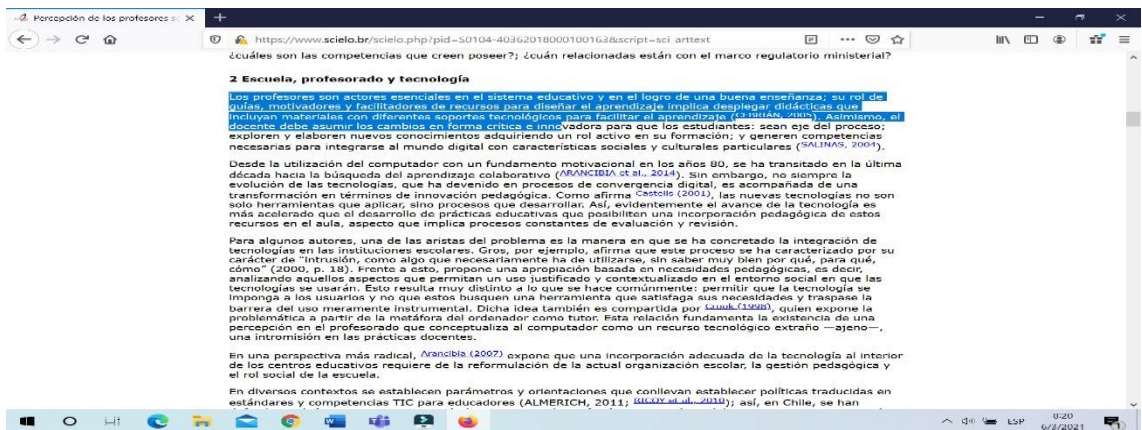 Percepción de los profesores so
https://www.scielo.br/scielo.php?pid=S0104-40362018000100163&script=sci_arttext
¿cuáles son las competencias que creen poseer?; ¿cuán relacionadas están con el marco regulatorio ministerial?
2 Escuela, profesorado y tecnología
Los profesores son actores esenciales en el sistema educativo y en el logro de una buena enseñanza; su rol de
guías, motivadores y facilitadores de recursos para diseñar el aprendizaje implica desplegar didácticas que
incluyan materiales con diferentes soportes tecnológicos para facilitar el aprendizaje (CEBRIÁN, 2005). Asimismo, el
docente debe asumir los cambios en forma crítica e innovadora para que los estudiantes: sean eje del proceso;
exploren y elaboren nuevos conocimientos adquiriendo un rol activo en su formación; y generen competencias
necesarias para integrarse al mundo digital con características sociales y culturales particulares (SALINAS, 2004).
Desde la utilización del computador con un fundamento motivacional en los años 80, se ha transitado en la última
década hacia la búsqueda del aprendizaje colaborativo (ARANCIBIA et al., 2014). Sin embargo, no siempre la
evolución de las tecnologías, que ha devenido en procesos de convergencia digital, es acompañada de una
transformación en términos de innovación pedagógica. Como afirma Castells (2001), las nuevas tecnologías no son
solo herramientas que aplicar, sino procesos que desarrollar. Así, evidentemente el avance de la tecnología es
más acelerado que el desarrollo de prácticas educativas que posibiliten una incorporación pedagógica de estos
recursos en el aula, aspecto que implica procesos constantes de evaluación y revisión.
Para algunos autores, una de las aristas del problema es la manera en que se ha concretado la integración de
tecnologías en las instituciones escolares. Gros, por ejemplo, afirma que este proceso se ha caracterizado por su
carácter de "intrusión, como algo que necesariamente ha de utilizarse, sin saber muy bien por qué, para qué,
cómo" (2000, p. 18). Frente a esto, propone una apropiación basada en necesidades pedagógicas, es decir,
analizando aquellos aspectos que permitan un uso justificado y contextualizado en el entorno social en que las
tecnologías se usarán. Esto resulta muy distinto a lo que se hace comúnmente: permitir que la tecnología se
imponga a los usuarios y no que estos busquen una herramienta que satisfaga sus necesidades y traspase la
barrera del uso meramente instrumental. Dicha idea también es compartida por Crook (1998), quien expone la
problemática a partir de la metáfora del ordenador como tutor. Esta relación fundamenta la existencia de una
percepción en el profesorado que conceptualiza al computador como un recurso tecnológico extraño —ajeno—,
una intromisión en las prácticas docentes.
En una perspectiva más radical, Arancibia (2007) expone que una incorporación adecuada de la tecnología al interior
de los centros educativos requiere de la reformulación de la actual organización escolar, la gestión pedagógica y
el rol social de la escuela.
En diversos contextos se establecen parámetros y orientaciones que conllevan establecer políticas traducidas en
estándares y competencias TIC para educadores (ALMERICH, 2011; RICOY et al., 2010); así, en Chile, se han
ESP
8:20
6/3/2021